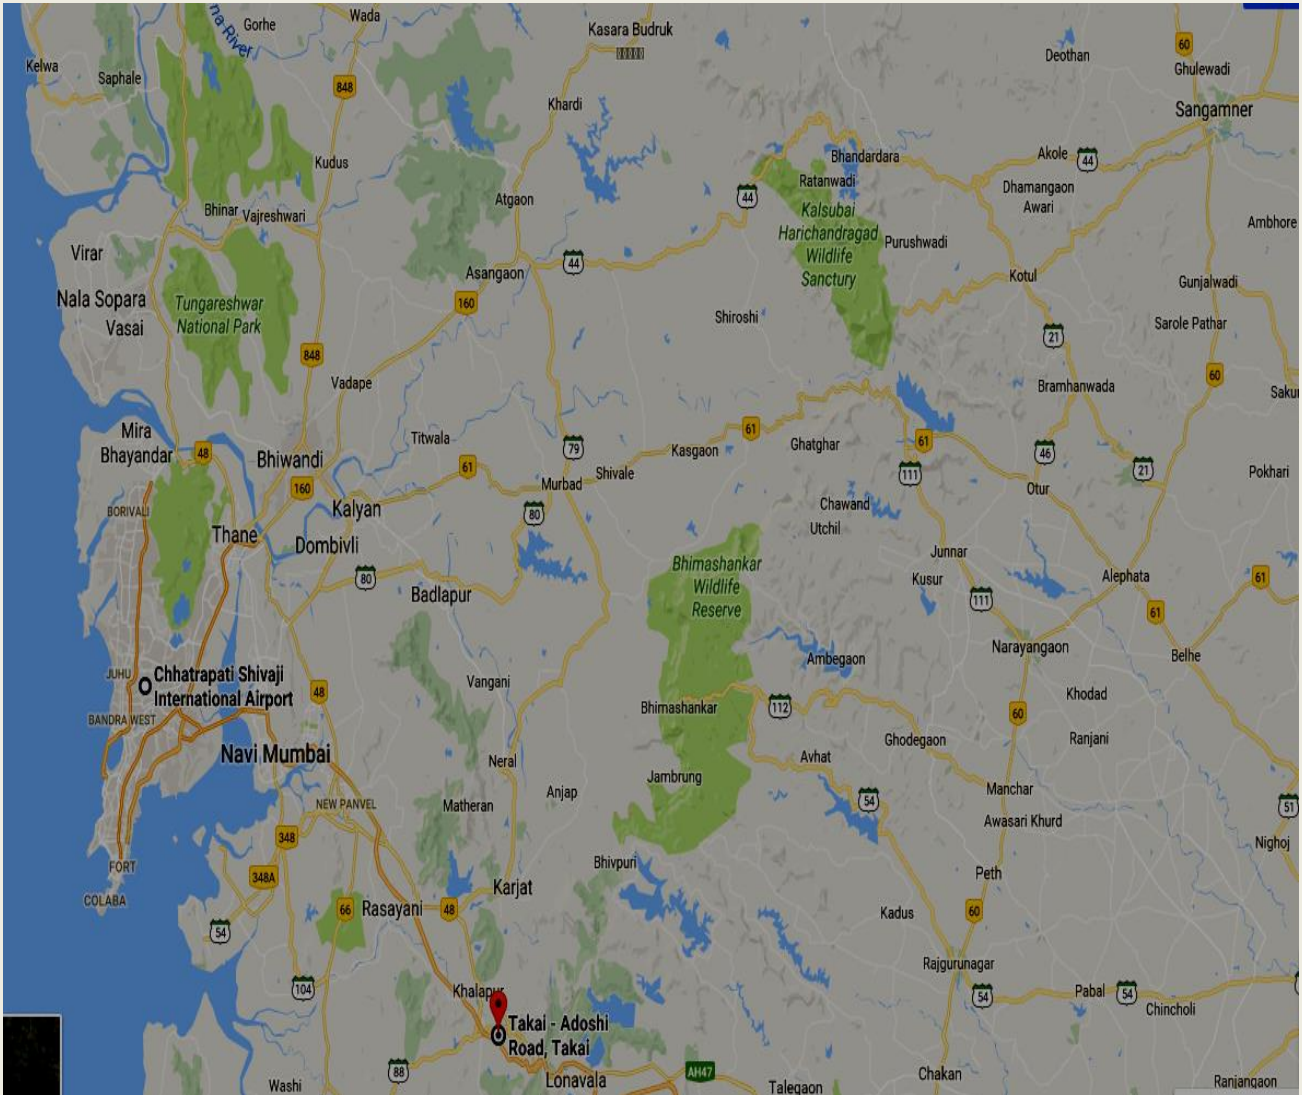 na River
Gorhe
Wada
Kasara Budruk
Deothan
60
Ghulewadi
Kelwa
Saphale
848
Khardi
Sangamner
Kudus
Bhandardara
Akole
44
Atgaon
44
Ratanwadi
Dhamangaon
Awari
Bhinar
Vajreshwari
Kalsubai
Harichandragad
Wildlife
Sanctury
Ambhore
Virar
Purushwadi
Asangaon
44
Kotul
Gunjalwadi
Nala Sopara
Tungareshwar
National Park
160
Vasai
Shiroshi
Sarole Pathar
21
848
60
Vadape
Bramhanwada
Saku
Mira
Bhayandar
48
Titwala
61
Bhiwandi
61
79
Kasgaon
Ghatghar
61
46
21
Pokhari
Shivale
111
160
Murbad
Otur
BORIVALI
Kalyan
80
Chawand
Utchil
Thane
Dombivli
Junnar
80
Bhimashankar
Wildlife
Reserve
Kusur
Alephata
61
Badlapur
111
61
Narayangaon
Belhe
JUHU
Chhatrapati Shivaji
International Airport
Ambegaon
Vangani
48
Khodad
BANDRA WEST
Bhimashankar
112
60
Navi Mumbai
Ghodegaon
Ranjani
Neral
Avhat
Jambrung
Manchar
NEW PANVEL
Matheran
Anjap
54
51
Awasari Khurd
348
Nighoj
FORT
Bhivpuri
348A
Peth
COLABA
Karjat
66
Rasayani
48
Kadus
60
54
Rajgurunagar
104
Khalapur
54
Pabal
54
Chincholi
Takai - Adoshi
Road, Takai
88
AH47
Chakan
Washi
Lonavala
Talegaon
Ranjangaon